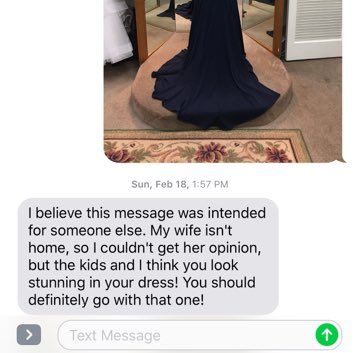 Sun, Feb 18, 1:57 PM
I believe this message was intended
for someone else. My wife isn't
home, so I couldn't get her opinion,
but the kids and I think you look
stunning in your dress! You should
definitely go with that one!
Text Message